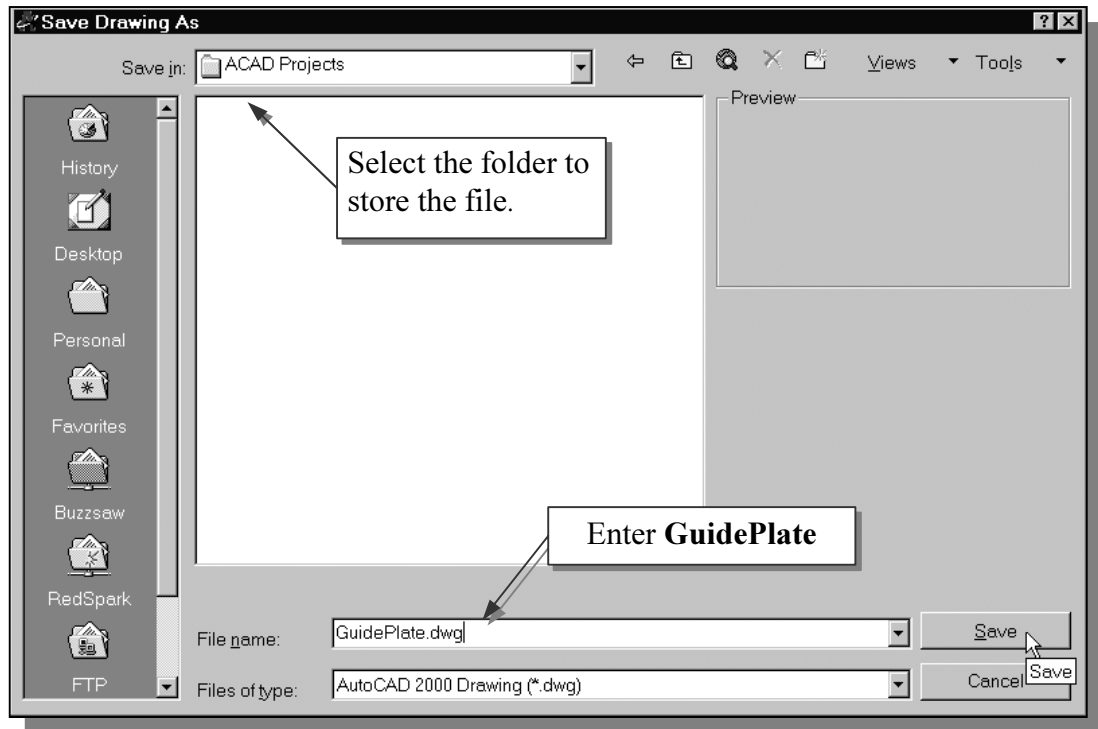 Save Drawing As
Save in: ACAD Projects
Views Tools
History
Desktop
Personal
Favorites
Buzzsaw
RedSpark
FTP
Select the folder to
store the file.
Preview
Enter GuidePlate
File name: GuidePlate.dwg
Save
Files of type: AutoCAD 2000 Drawing (*.dwg)
Cancel
Save